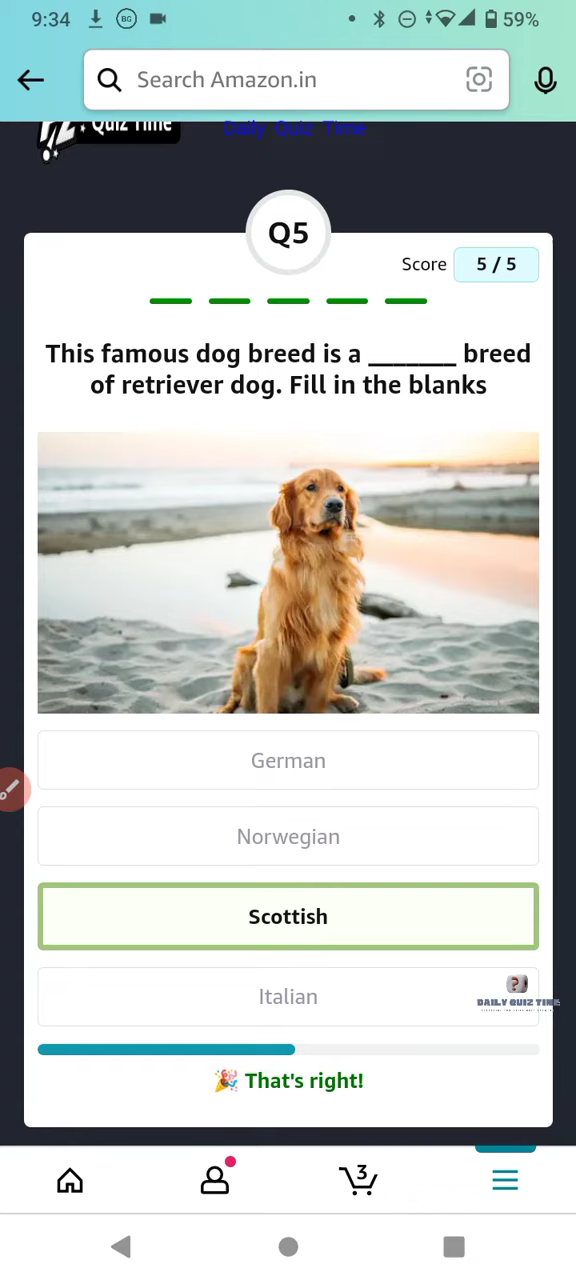 9:34
BG
59%
Search Amazon.in
Quiz Time
Daily Quiz Time
Q5
Score 5 / 5
This famous dog breed is a _______ breed
of retriever dog. Fill in the blanks
German
Norwegian
Scottish
Italian
?
DAILY QUIZ TIME
🎉 That's right!
3